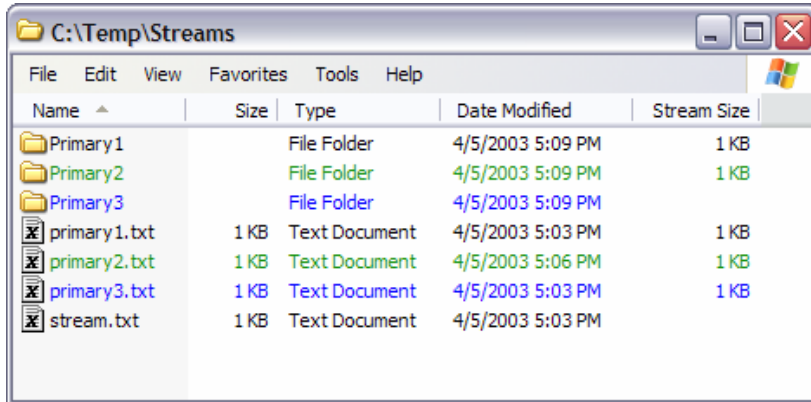 C:\Temp\Streams
File Edit View Favorites Tools Help
Name Size Type Date Modified Stream Size
Primary1 File Folder 4/5/2003 5:09 PM 1 KB
Primary2 File Folder 4/5/2003 5:09 PM 1 KB
Primary3 File Folder 4/5/2003 5:09 PM
primary1.txt 1 KB Text Document 4/5/2003 5:03 PM 1 KB
primary2.txt 1 KB Text Document 4/5/2003 5:06 PM 1 KB
primary3.txt 1 KB Text Document 4/5/2003 5:03 PM 1 KB
stream.txt 1 KB Text Document 4/5/2003 5:03 PM